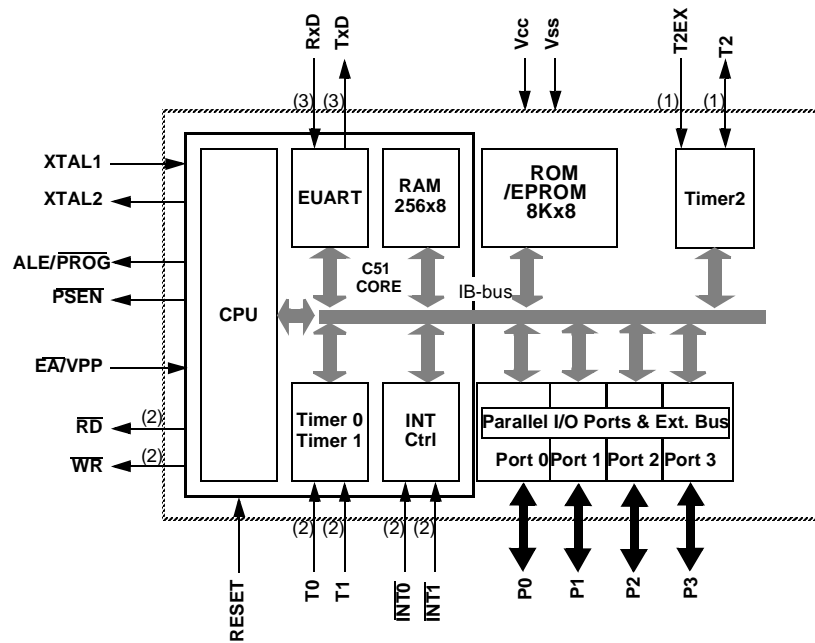 RxD
TxD
Vcc
Vss
T2EX
T2
(3) (3)
(1) (1)
XTAL1
XTAL2
ALE/PROG
PSEN
EA/VPP
(2)
RD
(2)
WR
CPU
EUART
RAM
256x8
ROM
/EPROM
8Kx8
Timer2
C51
CORE
IB-bus
Timer 0
Timer 1
INT
Ctrl
Parallel I/O Ports & Ext. Bus
Port 0 Port 1 Port 2 Port 3
(2) (2)
(2) (2)
RESET
T0
T1
INT0
INT1
P0
P1
P2
P3